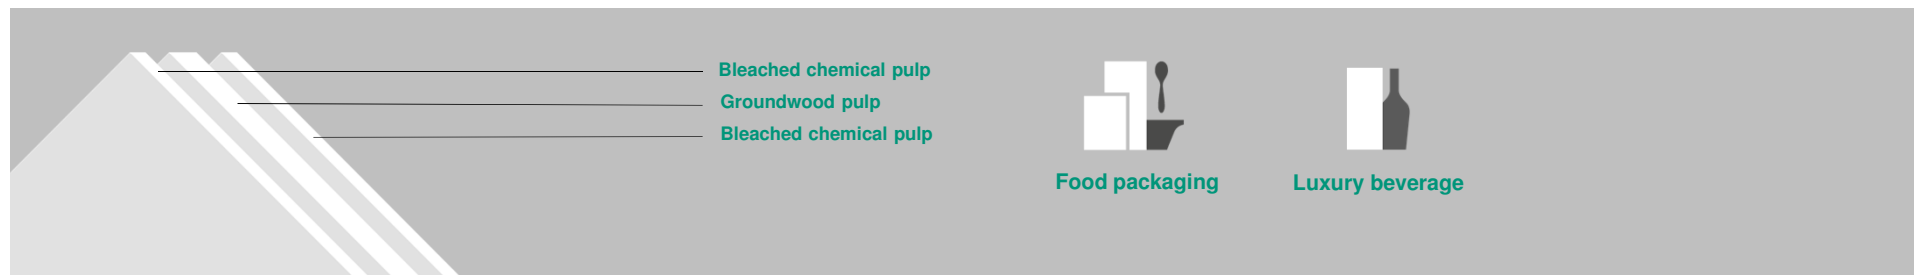 Bleached chemical pulp
Groundwood pulp
Bleached chemical pulp
Food packaging
Luxury beverage